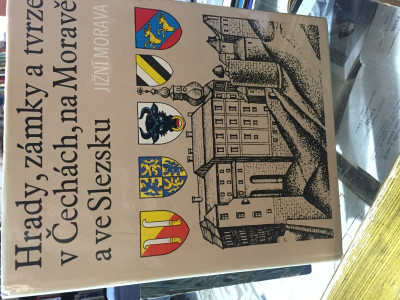 Hrady, zámky a tvrze
v Čechách, na Moravě
a ve Slezsku
JIŽNÍ MORAVA